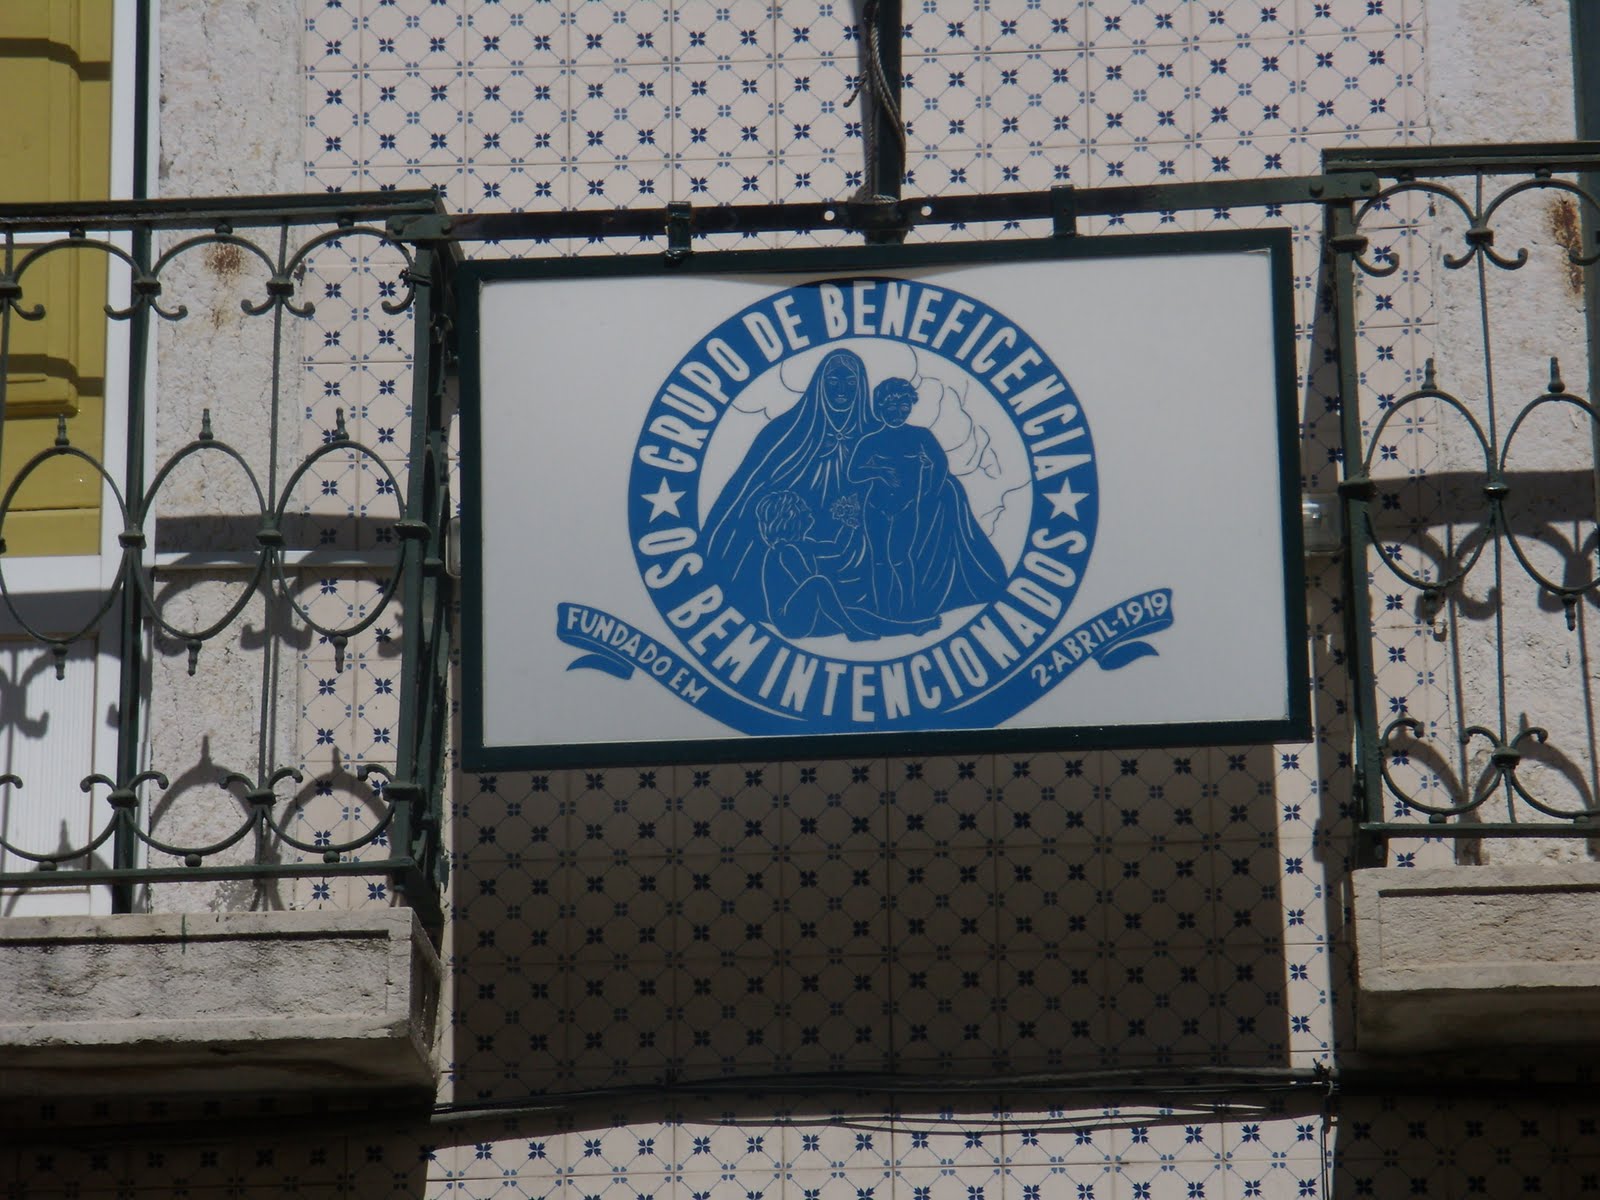 GRUPO DE BENEFICENCIA
OS BEM INTENCIONADOS
FUNDADO EM
2-ABRIL-1919